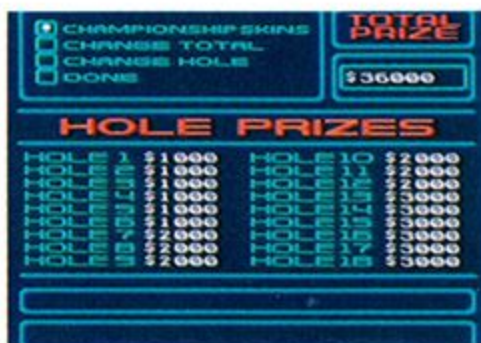 CHAMPIONSHIP SKINS
CHANGE TOTAL
CHANGE HOLE
DONE
TOTAL
PRIZE
$36000
HOLE PRIZES
HOLE 1 $1000 HOLE 10 $2000
HOLE 2 $1000 HOLE 11 $2000
HOLE 3 $1000 HOLE 12 $2000
HOLE 4 $1000 HOLE 13 $3000
HOLE 5 $1000 HOLE 14 $3000
HOLE 6 $1000 HOLE 15 $3000
HOLE 7 $2000 HOLE 16 $3000
HOLE 8 $2000 HOLE 17 $3000
HOLE 9 $2000 HOLE 18 $3000